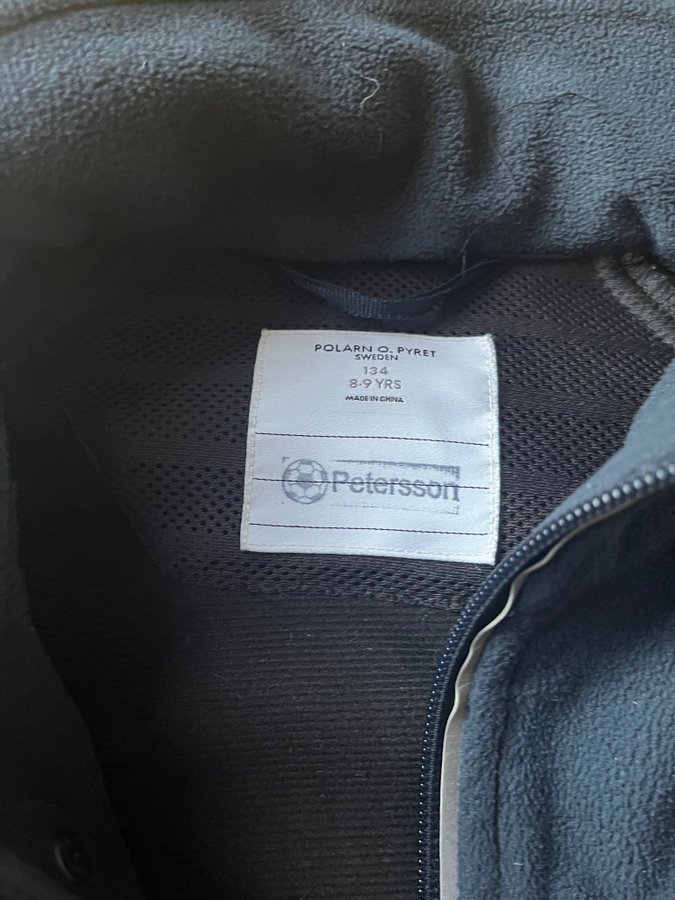 POLARN O. PYRET
SWEDEN
134
8-9 YRS
MADE IN CHINA
Petersson